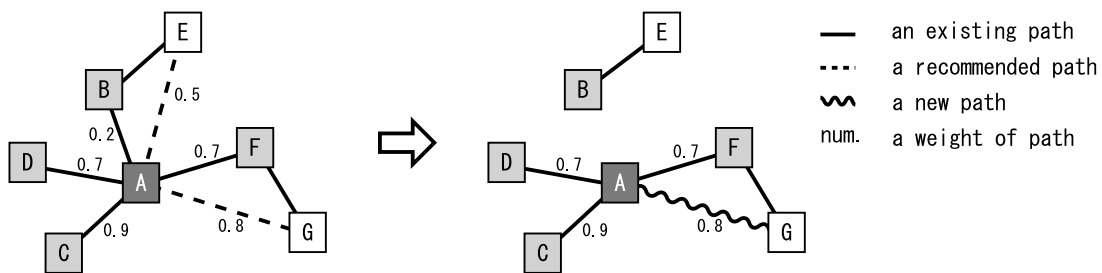 E
B
0.5
0.2
D
0.7
A
0.7
F
0.9
0.8
C
G
E
B
D
0.7
A
0.7
F
0.9
0.8
C
G
an existing path
a recommended path
a new path
num. a weight of path